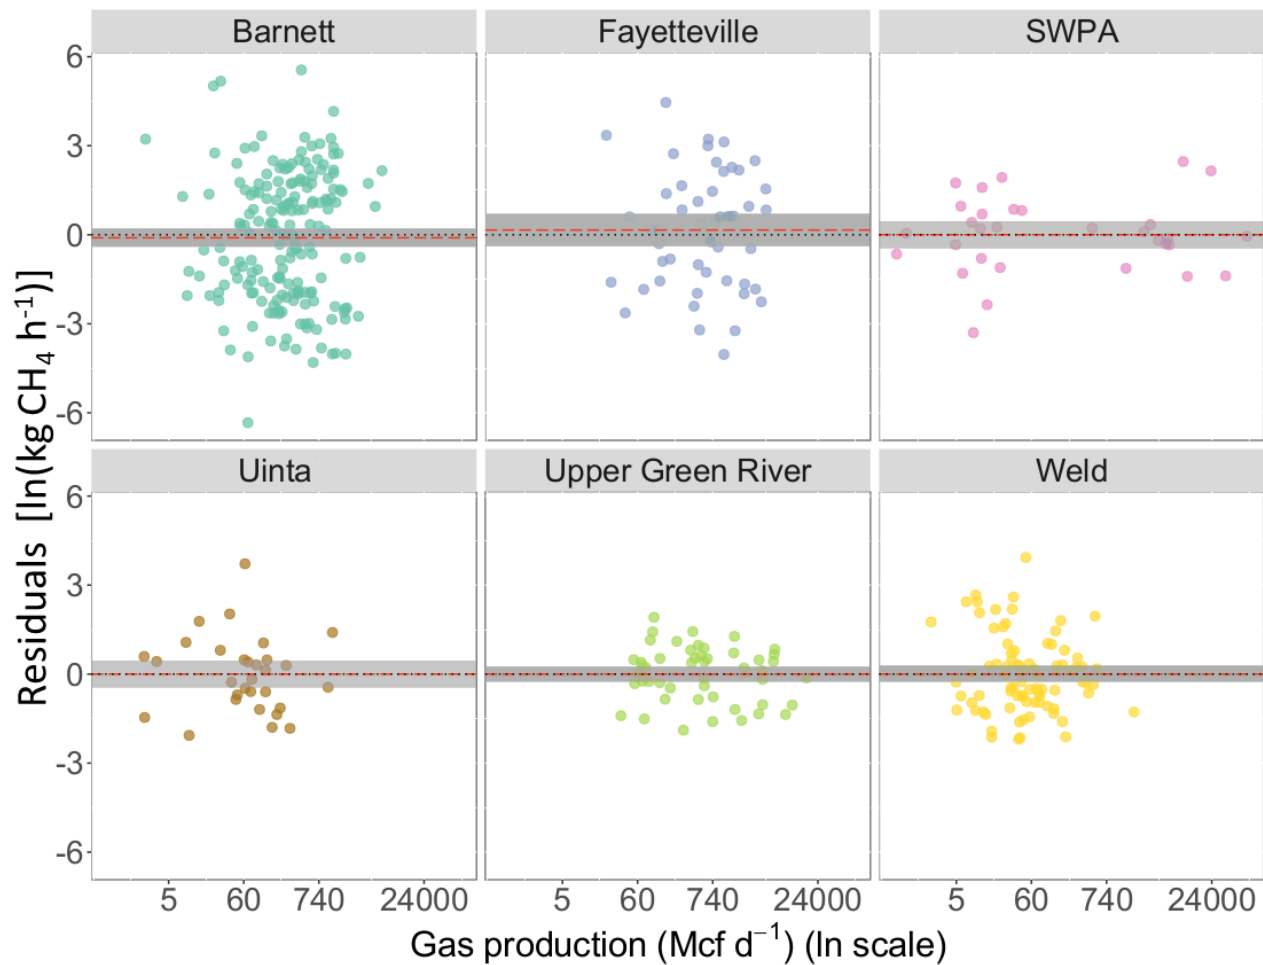 Barnett
Fayetteville
SWPA
6
3
0
-3
-6
Uinta
Upper Green River
Weld
6
3
0
-3
-6
Residuals [ln(kg CH₄ h⁻¹)]
5 60 740 24000
5 60 740 24000
5 60 740 24000
Gas production (Mcf d⁻¹) (ln scale)